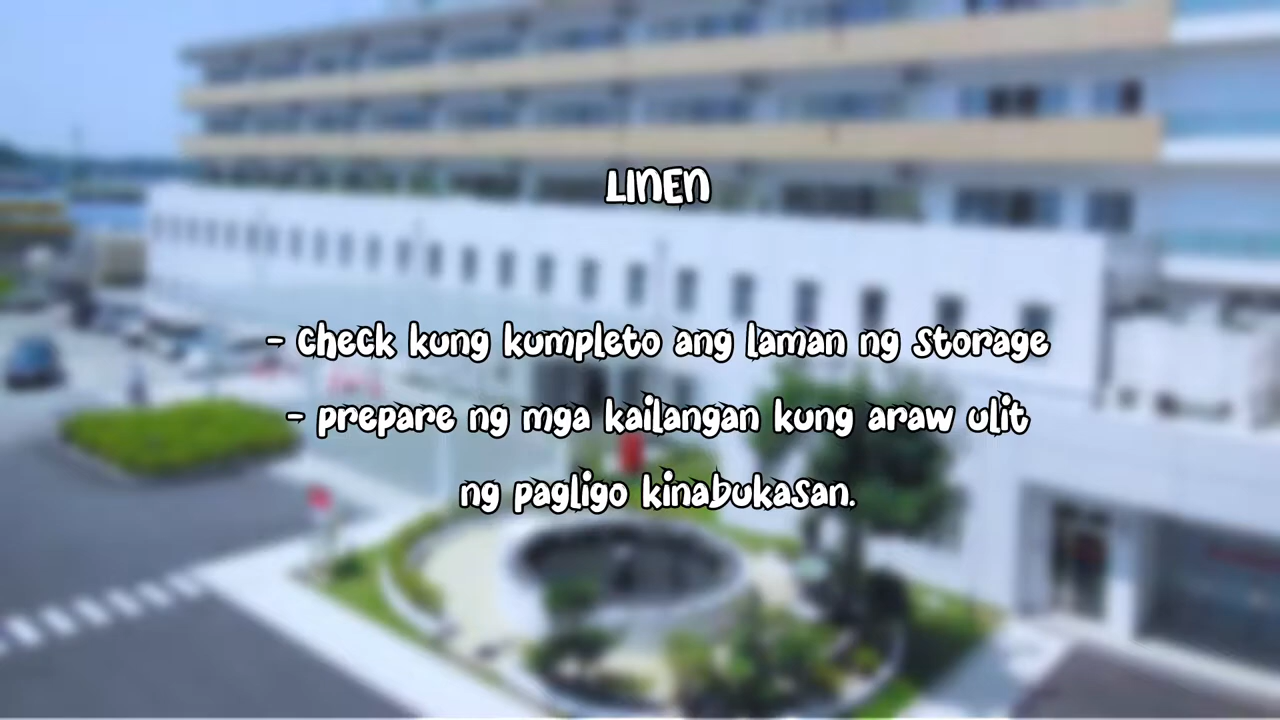 LINEN
- check kung kumpleto ang laman ng storage
- prepare ng mga kailangan kung araw ulit
ng pagligo kinabukasan.